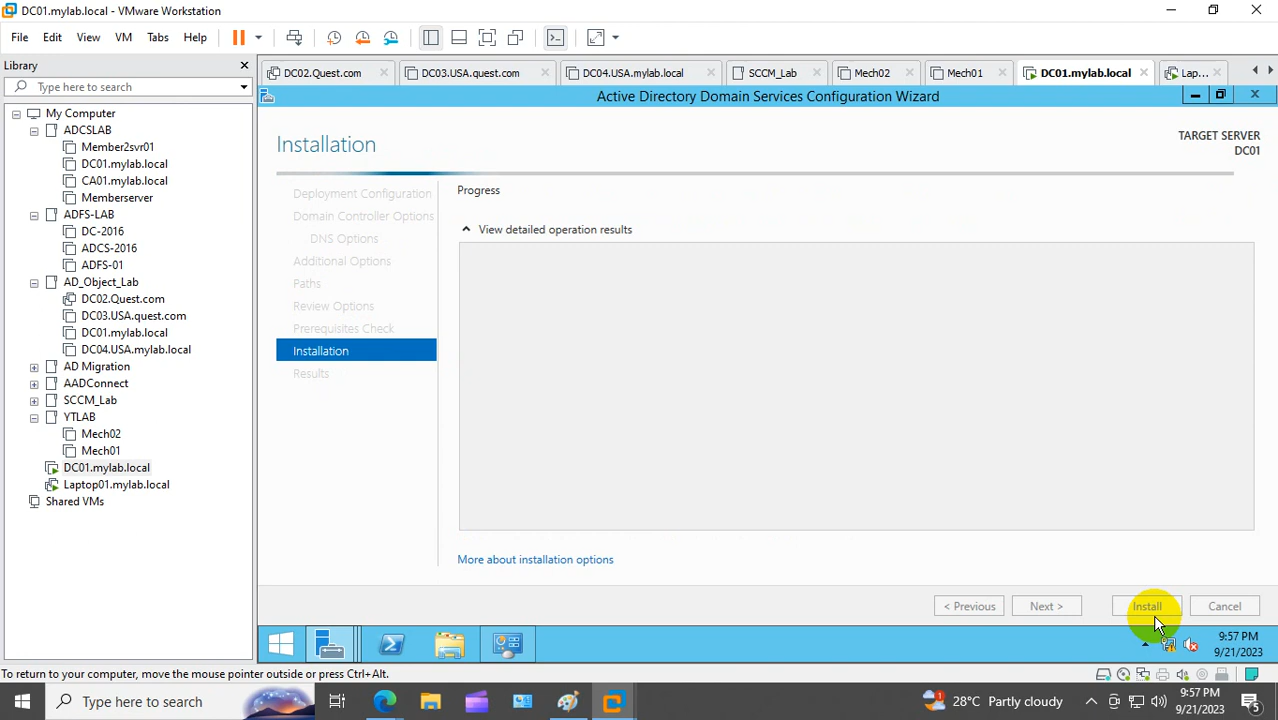 DC01.mylab.local - VMware Workstation
File Edit View VM Tabs Help
Library
Type here to search
My Computer
ADCSLAB
Member2svr01
DC01.mylab.local
CA01.mylab.local
Memberserver
ADFS-LAB
DC-2016
ADCS-2016
ADFS-01
AD_Object_Lab
DC02.Quest.com
DC03.USA.quest.com
DC01.mylab.local
DC04.USA.mylab.local
AD Migration
AADConnect
SCCM_Lab
YTLAB
Mech02
Mech01
DC01.mylab.local
Laptop01.mylab.local
Shared VMs
DC02.Quest.com DC03.USA.quest.com DC04.USA.mylab.local SCCM_Lab Mech02 Mech01 DC01.mylab.local Lap...
Active Directory Domain Services Configuration Wizard
Installation
TARGET SERVER
DC01
Deployment Configuration
Domain Controller Options
DNS Options
Additional Options
Paths
Review Options
Prerequisites Check
Installation
Results
Progress
View detailed operation results
More about installation options
< Previous Next > Install Cancel
9:57 PM
9/21/2023
To return to your computer, move the mouse pointer outside or press Ctrl+Alt.
Type here to search
28°C Partly cloudy
9:57 PM
9/21/2023
5